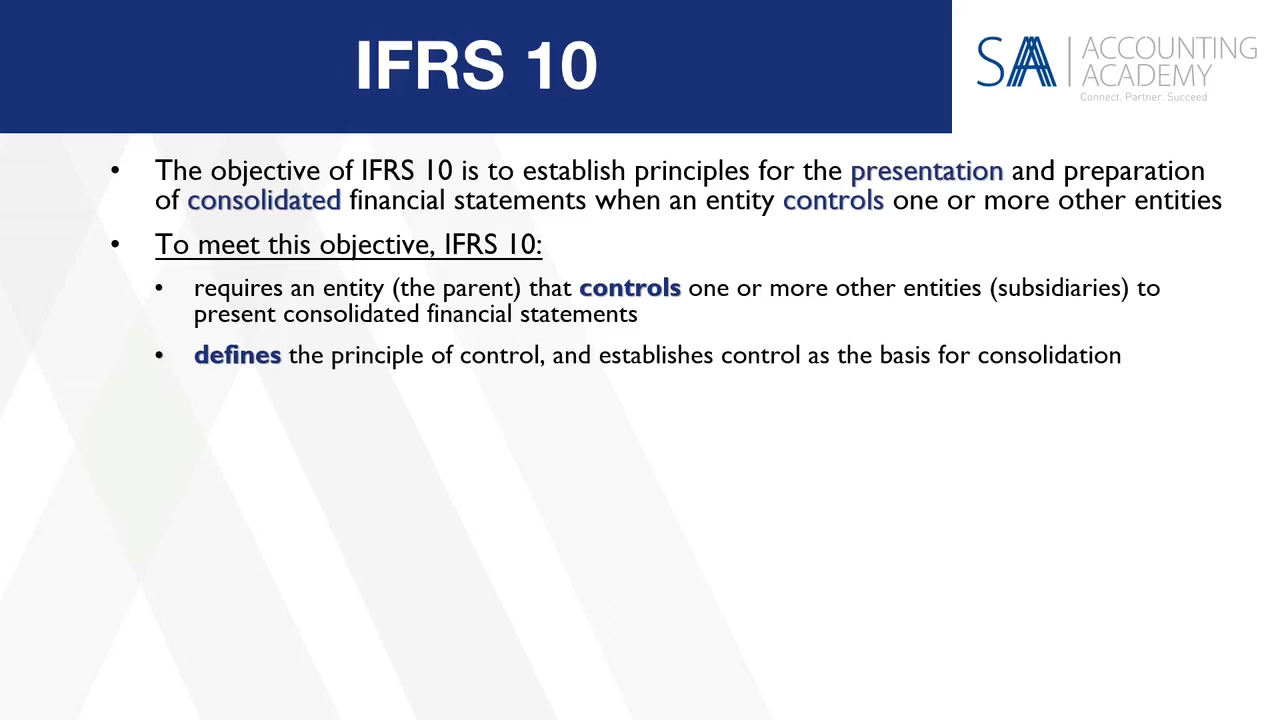 IFRS 10
SAA ACCOUNTING
ACADEMY
Connect. Partner. Succeed
• The objective of IFRS 10 is to establish principles for the presentation and preparation
of consolidated financial statements when an entity controls one or more other entities
• To meet this objective, IFRS 10:
• requires an entity (the parent) that controls one or more other entities (subsidiaries) to
present consolidated financial statements
• defines the principle of control, and establishes control as the basis for consolidation